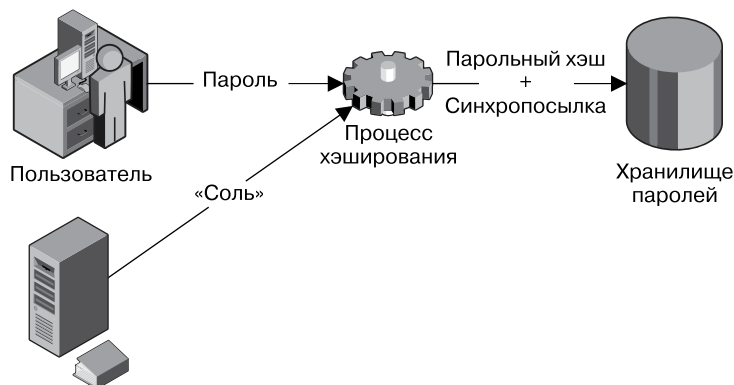 Пароль
Парольный хэш
+
Синхропосылка
Процесс
хэширования
Пользователь
Хранилище
паролей
«Соль»